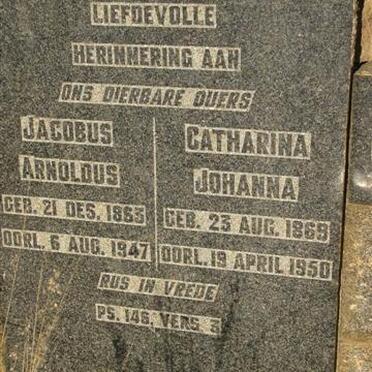 LIEFDEVOLLE
HERINNERING AAN
ONS DIERBARE OUERS
JACOBUS
ARNOLDUS
GEB. 21 DES. 1863
OORL. 6 AUG. 1947
CATHARINA
JOHANNA
GEB. 23 AUG. 1869
OORL. 19 APRIL 1950
RUS IN VREDE
PS. 146. VERS. 3